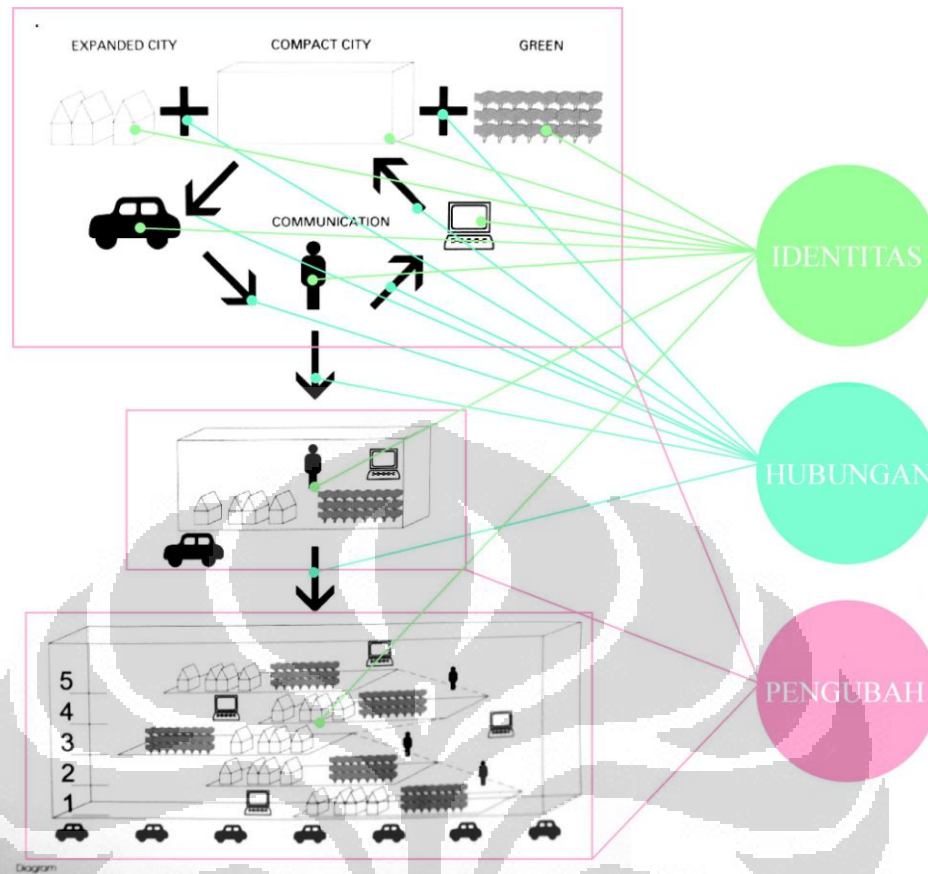 EXPANDED CITY
COMPACT CITY
GREEN
COMMUNICATION
IDENTITAS
HUBUNGAN
PENGUBAH
5
4
3
2
1
Diagram